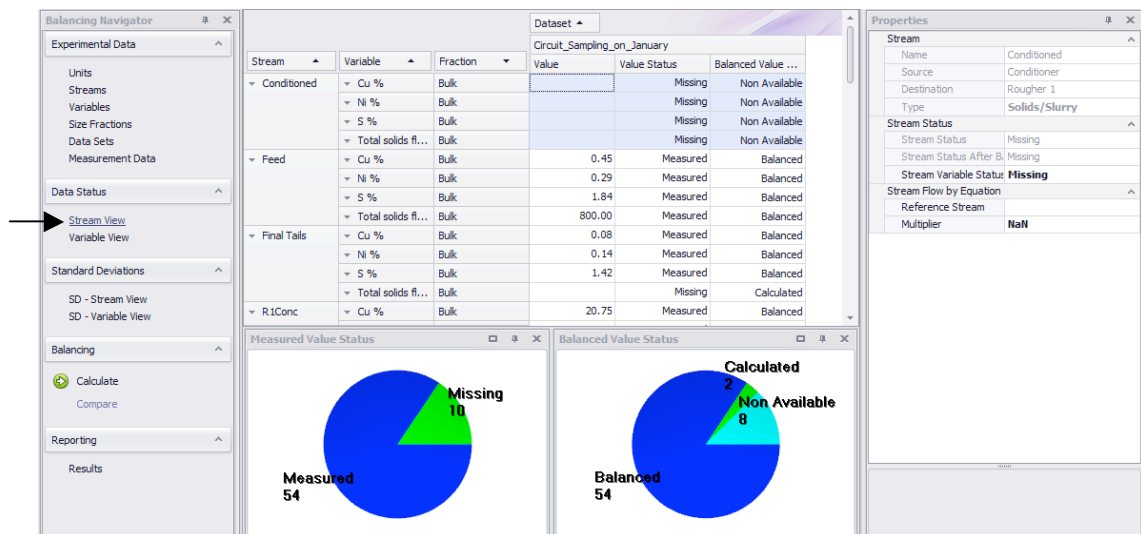 Balancing Navigator
Experimental Data
Units
Streams
Variables
Size Fractions
Data Sets
Measurement Data
Data Status
Stream View
Variable View
Standard Deviations
SD - Stream View
SD - Variable View
Balancing
Calculate
Compare
Reporting
Results
Dataset
Circuit_Sampling_on_January
Stream Variable Fraction Value Value Status Balanced Value ...
Conditioned Cu % Bulk Missing Non Available
Ni % Bulk Missing Non Available
S % Bulk Missing Non Available
Total solids fl... Bulk Missing Non Available
Feed Cu % Bulk 0.45 Measured Balanced
Ni % Bulk 0.29 Measured Balanced
S % Bulk 1.84 Measured Balanced
Total solids fl... Bulk 800.00 Measured Balanced
Final Tails Cu % Bulk 0.08 Measured Balanced
Ni % Bulk 0.14 Measured Balanced
S % Bulk 1.42 Measured Balanced
Total solids fl... Bulk Missing Calculated
R1Conc Cu % Bulk 20.75 Measured Balanced
Measured Value Status
Missing
10
Measured
54
Balanced Value Status
Calculated
2
Non Available
8
Balanced
54
Properties
Stream
Name Conditioned
Source Conditioner
Destination Rougher 1
Type Solids/Slurry
Stream Status
Stream Status Missing
Stream Status After B Missing
Stream Variable Status Missing
Stream Flow by Equation
Reference Stream
Multiplier NaN